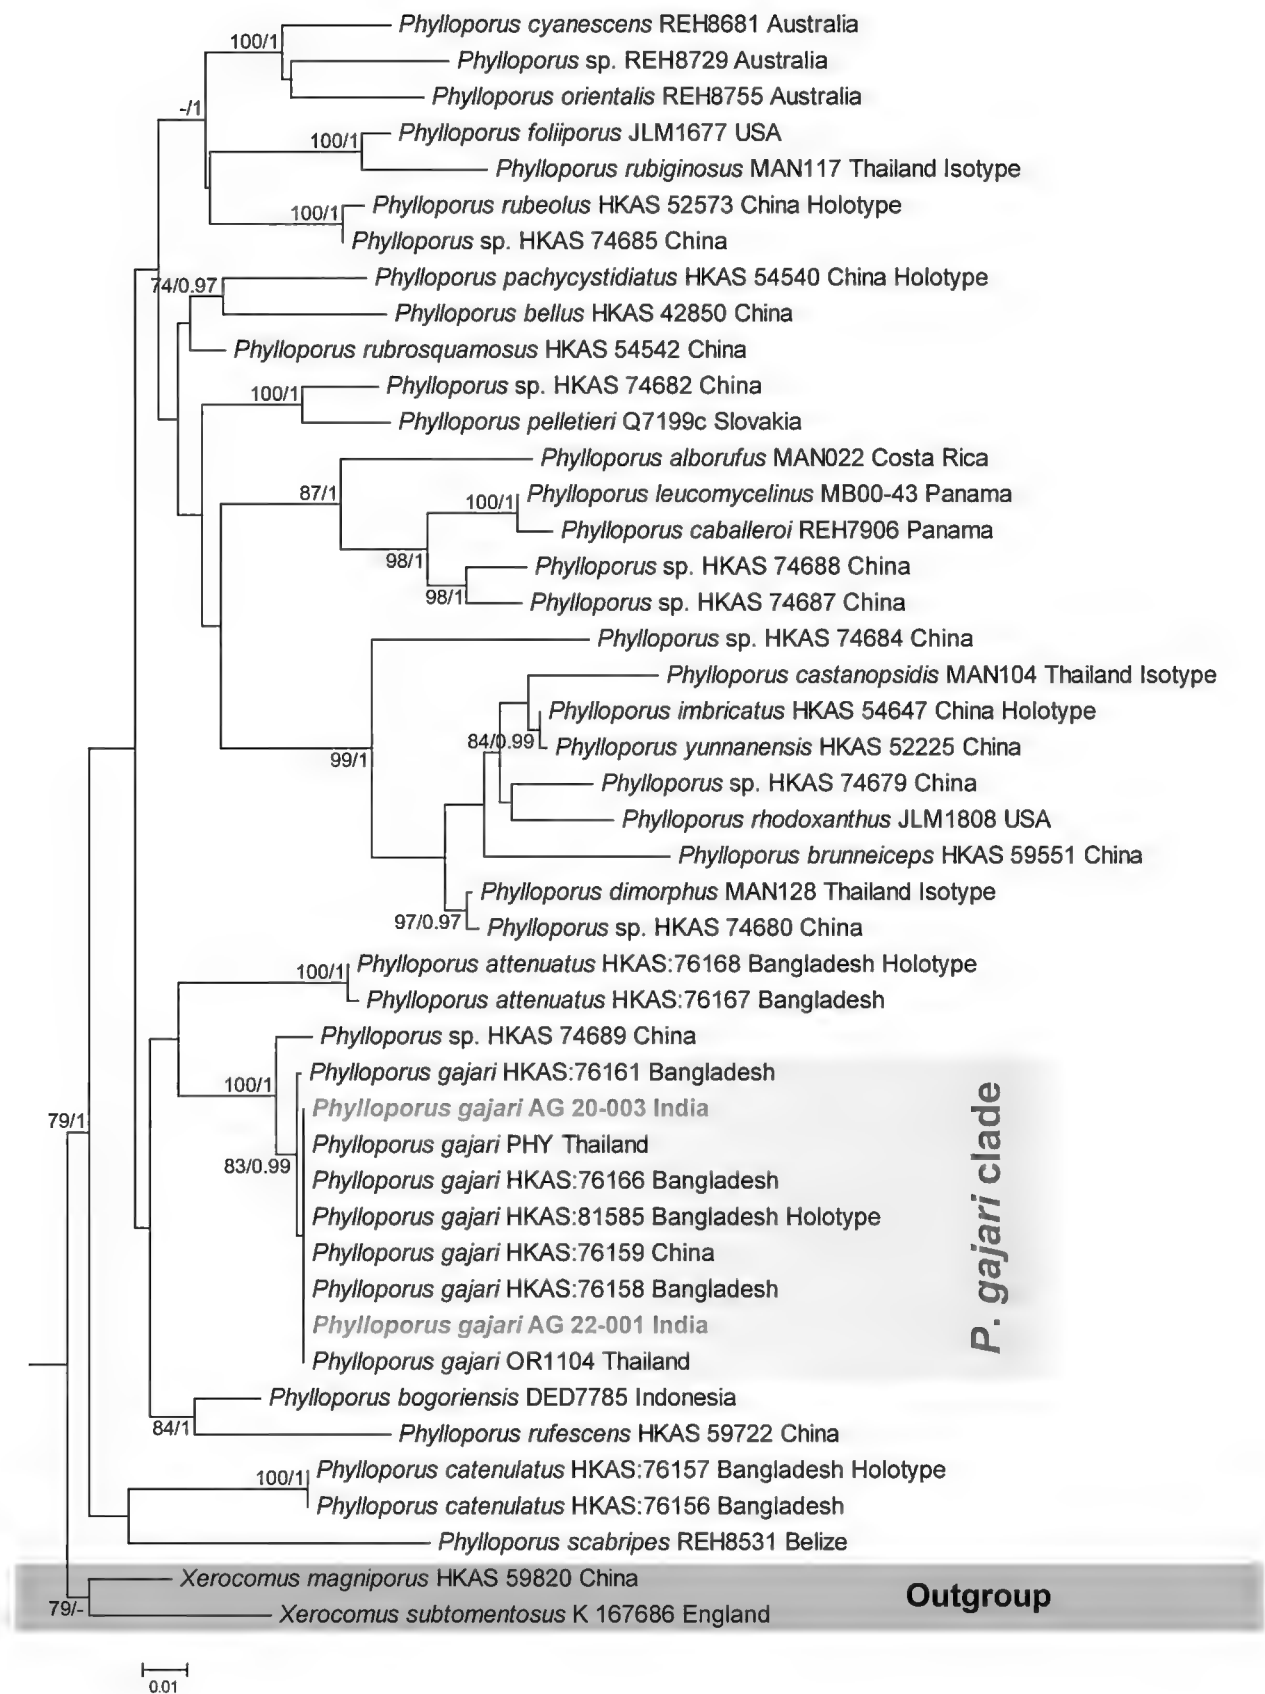 Phylloporus cyanescens REH8681 Australia
100/1
Phylloporus sp. REH8729 Australia
Phylloporus orientalis REH8755 Australia
-/1
Phylloporus foliiporus JLM1677 USA
100/1
Phylloporus rubiginosus MAN117 Thailand Isotype
Phylloporus rubeolus HKAS 52573 China Holotype
100/1
Phylloporus sp. HKAS 74685 China
Phylloporus pachycystidiatus HKAS 54540 China Holotype
74/0.97
Phylloporus bellus HKAS 42850 China
Phylloporus rubrosquamosus HKAS 54542 China
Phylloporus sp. HKAS 74682 China
100/1
Phylloporus pelletieri Q7199c Slovakia
Phylloporus alborufus MAN022 Costa Rica
87/1
Phylloporus leucomycelinus MB00-43 Panama
100/1
Phylloporus caballeroi REH7906 Panama
98/1
Phylloporus sp. HKAS 74688 China
98/1
Phylloporus sp. HKAS 74687 China
Phylloporus sp. HKAS 74684 China
Phylloporus castanopsidis MAN104 Thailand Isotype
Phylloporus imbricatus HKAS 54647 China Holotype
84/0.99
Phylloporus yunnanensis HKAS 52225 China
99/1
Phylloporus sp. HKAS 74679 China
Phylloporus rhodoxanthus JLM1808 USA
Phylloporus brunneiceps HKAS 59551 China
Phylloporus dimorphus MAN128 Thailand Isotype
97/0.97
Phylloporus sp. HKAS 74680 China
Phylloporus attenuatus HKAS:76168 Bangladesh Holotype
100/1
Phylloporus attenuatus HKAS:76167 Bangladesh
Phylloporus sp. HKAS 74689 China
Phylloporus gajari HKAS:76161 Bangladesh
100/1
Phylloporus gajari AG 20-003 India
79/1
Phylloporus gajari PHY Thailand
83/0.99
Phylloporus gajari HKAS:76166 Bangladesh
Phylloporus gajari HKAS:81585 Bangladesh Holotype
P. gajari clade
Phylloporus gajari HKAS:76159 China
Phylloporus gajari HKAS:76158 Bangladesh
Phylloporus gajari AG 22-001 India
Phylloporus gajari OR1104 Thailand
Phylloporus bogoriensis DED7785 Indonesia
84/1
Phylloporus rufescens HKAS 59722 China
Phylloporus catenulatus HKAS:76157 Bangladesh Holotype
100/1
Phylloporus catenulatus HKAS:76156 Bangladesh
Phylloporus scabripes REH8531 Belize
Xerocomus magniporus HKAS 59820 China
Outgroup
79/-
Xerocomus subtomentosus K 167686 England
0.01